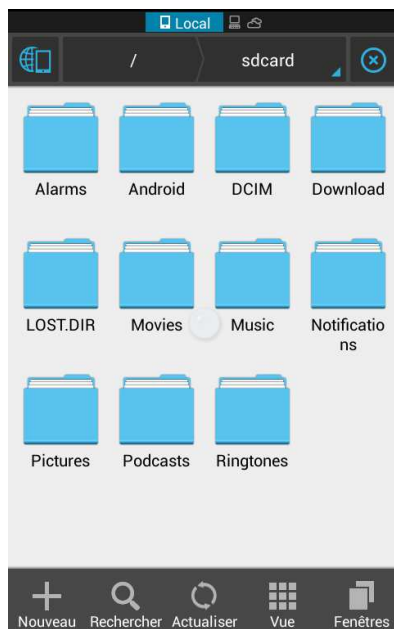 Local
/ sdcard
Alarms Android DCIM Download
LOST.DIR Movies Music Notificatio
ns
Pictures Podcasts Ringtones
Nouveau Rechercher Actualiser Vue Fenêtres